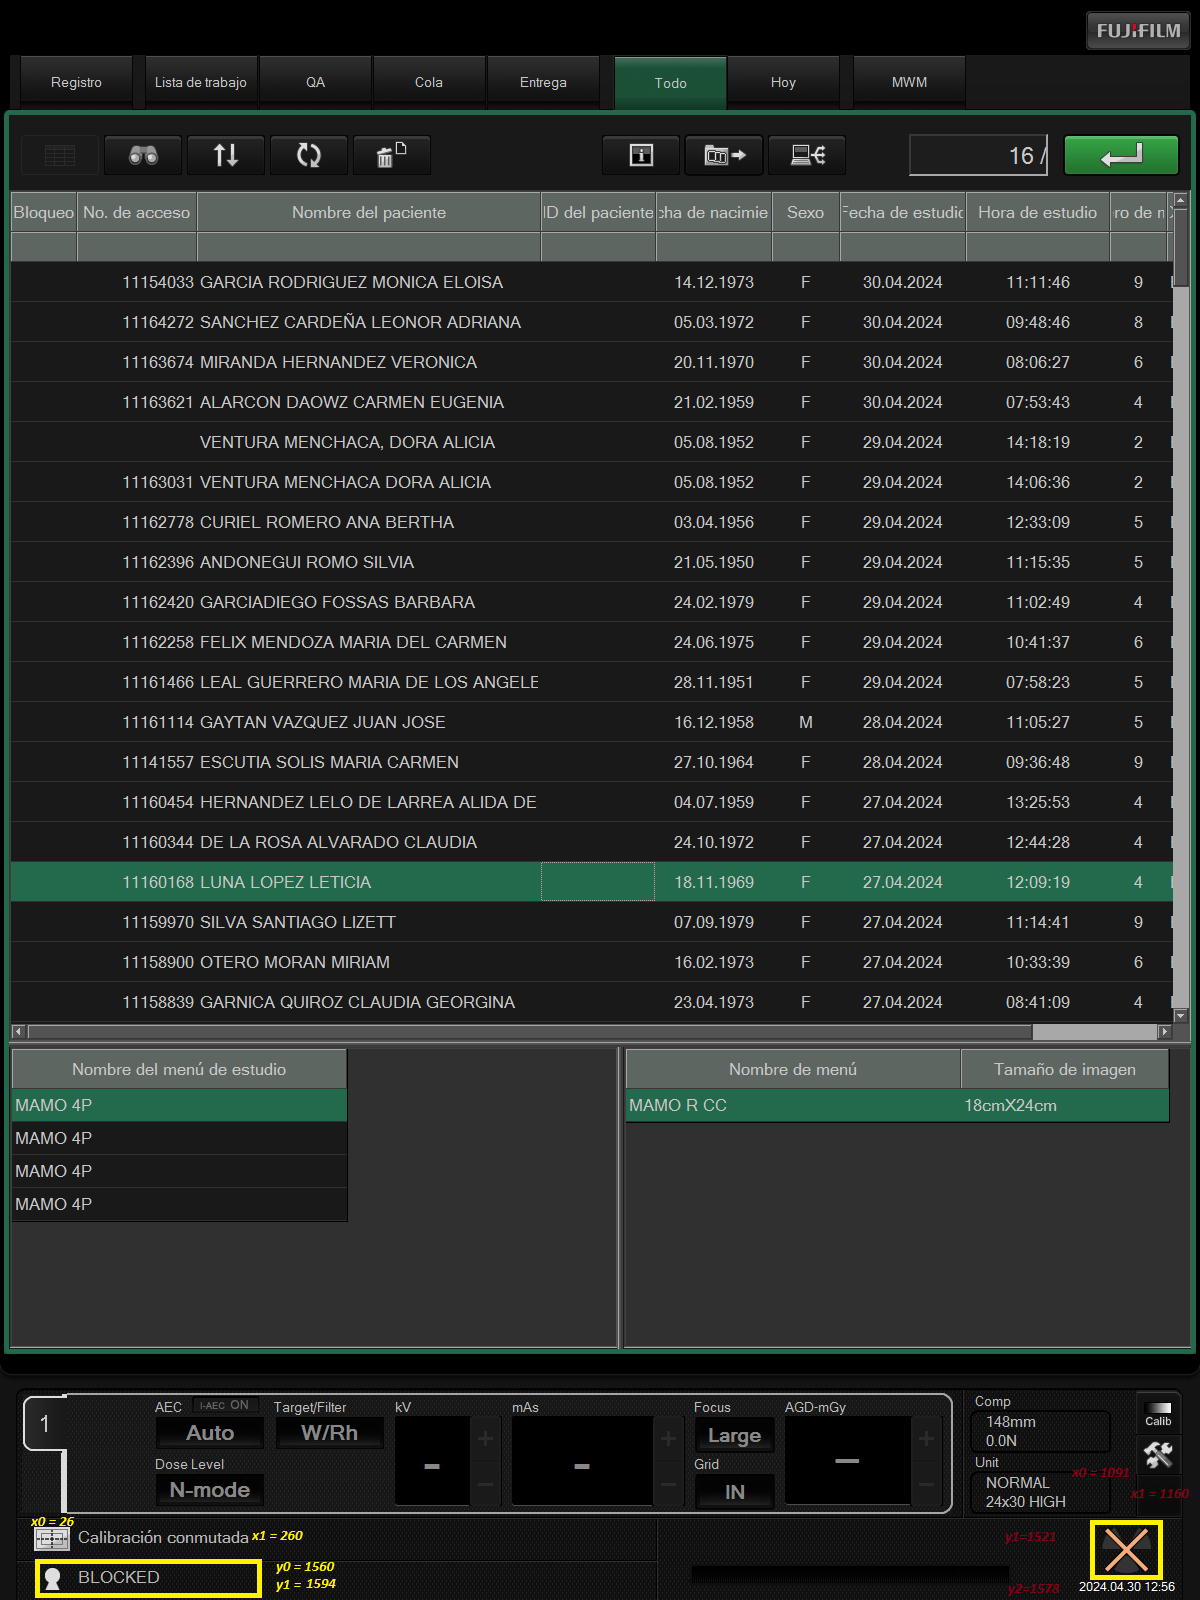 FUJIFILM
Registro Lista de trabajo QA Cola Entrega Todo Hoy MWM
16 /
Bloqueo No. de acceso Nombre del paciente ID del paciente cha de nacimie Sexo Fecha de estudio Hora de estudio ro de m
11154033 GARCIA RODRIGUEZ MONICA ELOISA 14.12.1973 F 30.04.2024 11:11:46 9
11164272 SANCHEZ CARDEÑA LEONOR ADRIANA 05.03.1972 F 30.04.2024 09:48:46 8
11163674 MIRANDA HERNANDEZ VERONICA 20.11.1970 F 30.04.2024 08:06:27 6
11163621 ALARCON DAOWZ CARMEN EUGENIA 21.02.1959 F 30.04.2024 07:53:43 4
VENTURA MENCHACA, DORA ALICIA 05.08.1952 F 29.04.2024 14:18:19 2
11163031 VENTURA MENCHACA DORA ALICIA 05.08.1952 F 29.04.2024 14:06:36 2
11162778 CURIEL ROMERO ANA BERTHA 03.04.1956 F 29.04.2024 12:33:09 5
11162396 ANDONEGUI ROMO SILVIA 21.05.1950 F 29.04.2024 11:15:35 5
11162420 GARCIADIEGO FOSSAS BARBARA 24.02.1979 F 29.04.2024 11:02:49 4
11162258 FELIX MENDOZA MARIA DEL CARMEN 24.06.1975 F 29.04.2024 10:41:37 6
11161466 LEAL GUERRERO MARIA DE LOS ANGELE 28.11.1951 F 29.04.2024 07:58:23 5
11161114 GAYTAN VAZQUEZ JUAN JOSE 16.12.1958 M 28.04.2024 11:05:27 5
11141557 ESCUTIA SOLIS MARIA CARMEN 27.10.1964 F 28.04.2024 09:36:48 9
11160454 HERNANDEZ LELO DE LARREA ALIDA DE 04.07.1959 F 27.04.2024 13:25:53 4
11160344 DE LA ROSA ALVARADO CLAUDIA 24.10.1972 F 27.04.2024 12:44:28 4
11160168 LUNA LOPEZ LETICIA 18.11.1969 F 27.04.2024 12:09:19 4
11159970 SILVA SANTIAGO LIZETT 07.09.1979 F 27.04.2024 11:14:41 9
11158900 OTERO MORAN MIRIAM 16.02.1973 F 27.04.2024 10:33:39 6
11158839 GARNICA QUIROZ CLAUDIA GEORGINA 23.04.1973 F 27.04.2024 08:41:09 4
Nombre del menú de estudio Nombre de menú Tamaño de imagen
MAMO 4P MAMO R CC 18cmX24cm
MAMO 4P
MAMO 4P
MAMO 4P
1
AEC I-AEC ON Target/Filter kV mAs Focus AGD-mGy Comp
Auto W/Rh – – Large — 148mm Calib
0.0N
Dose Level Grid Unit
N-mode IN NORMAL x0 = 1091
24x30 HIGH x1 = 1160
x0 = 26
Calibración conmutada x1 = 260 y1=1521
BLOCKED y0 = 1560
y1 = 1594 y2=1578 2024.04.30 12:56